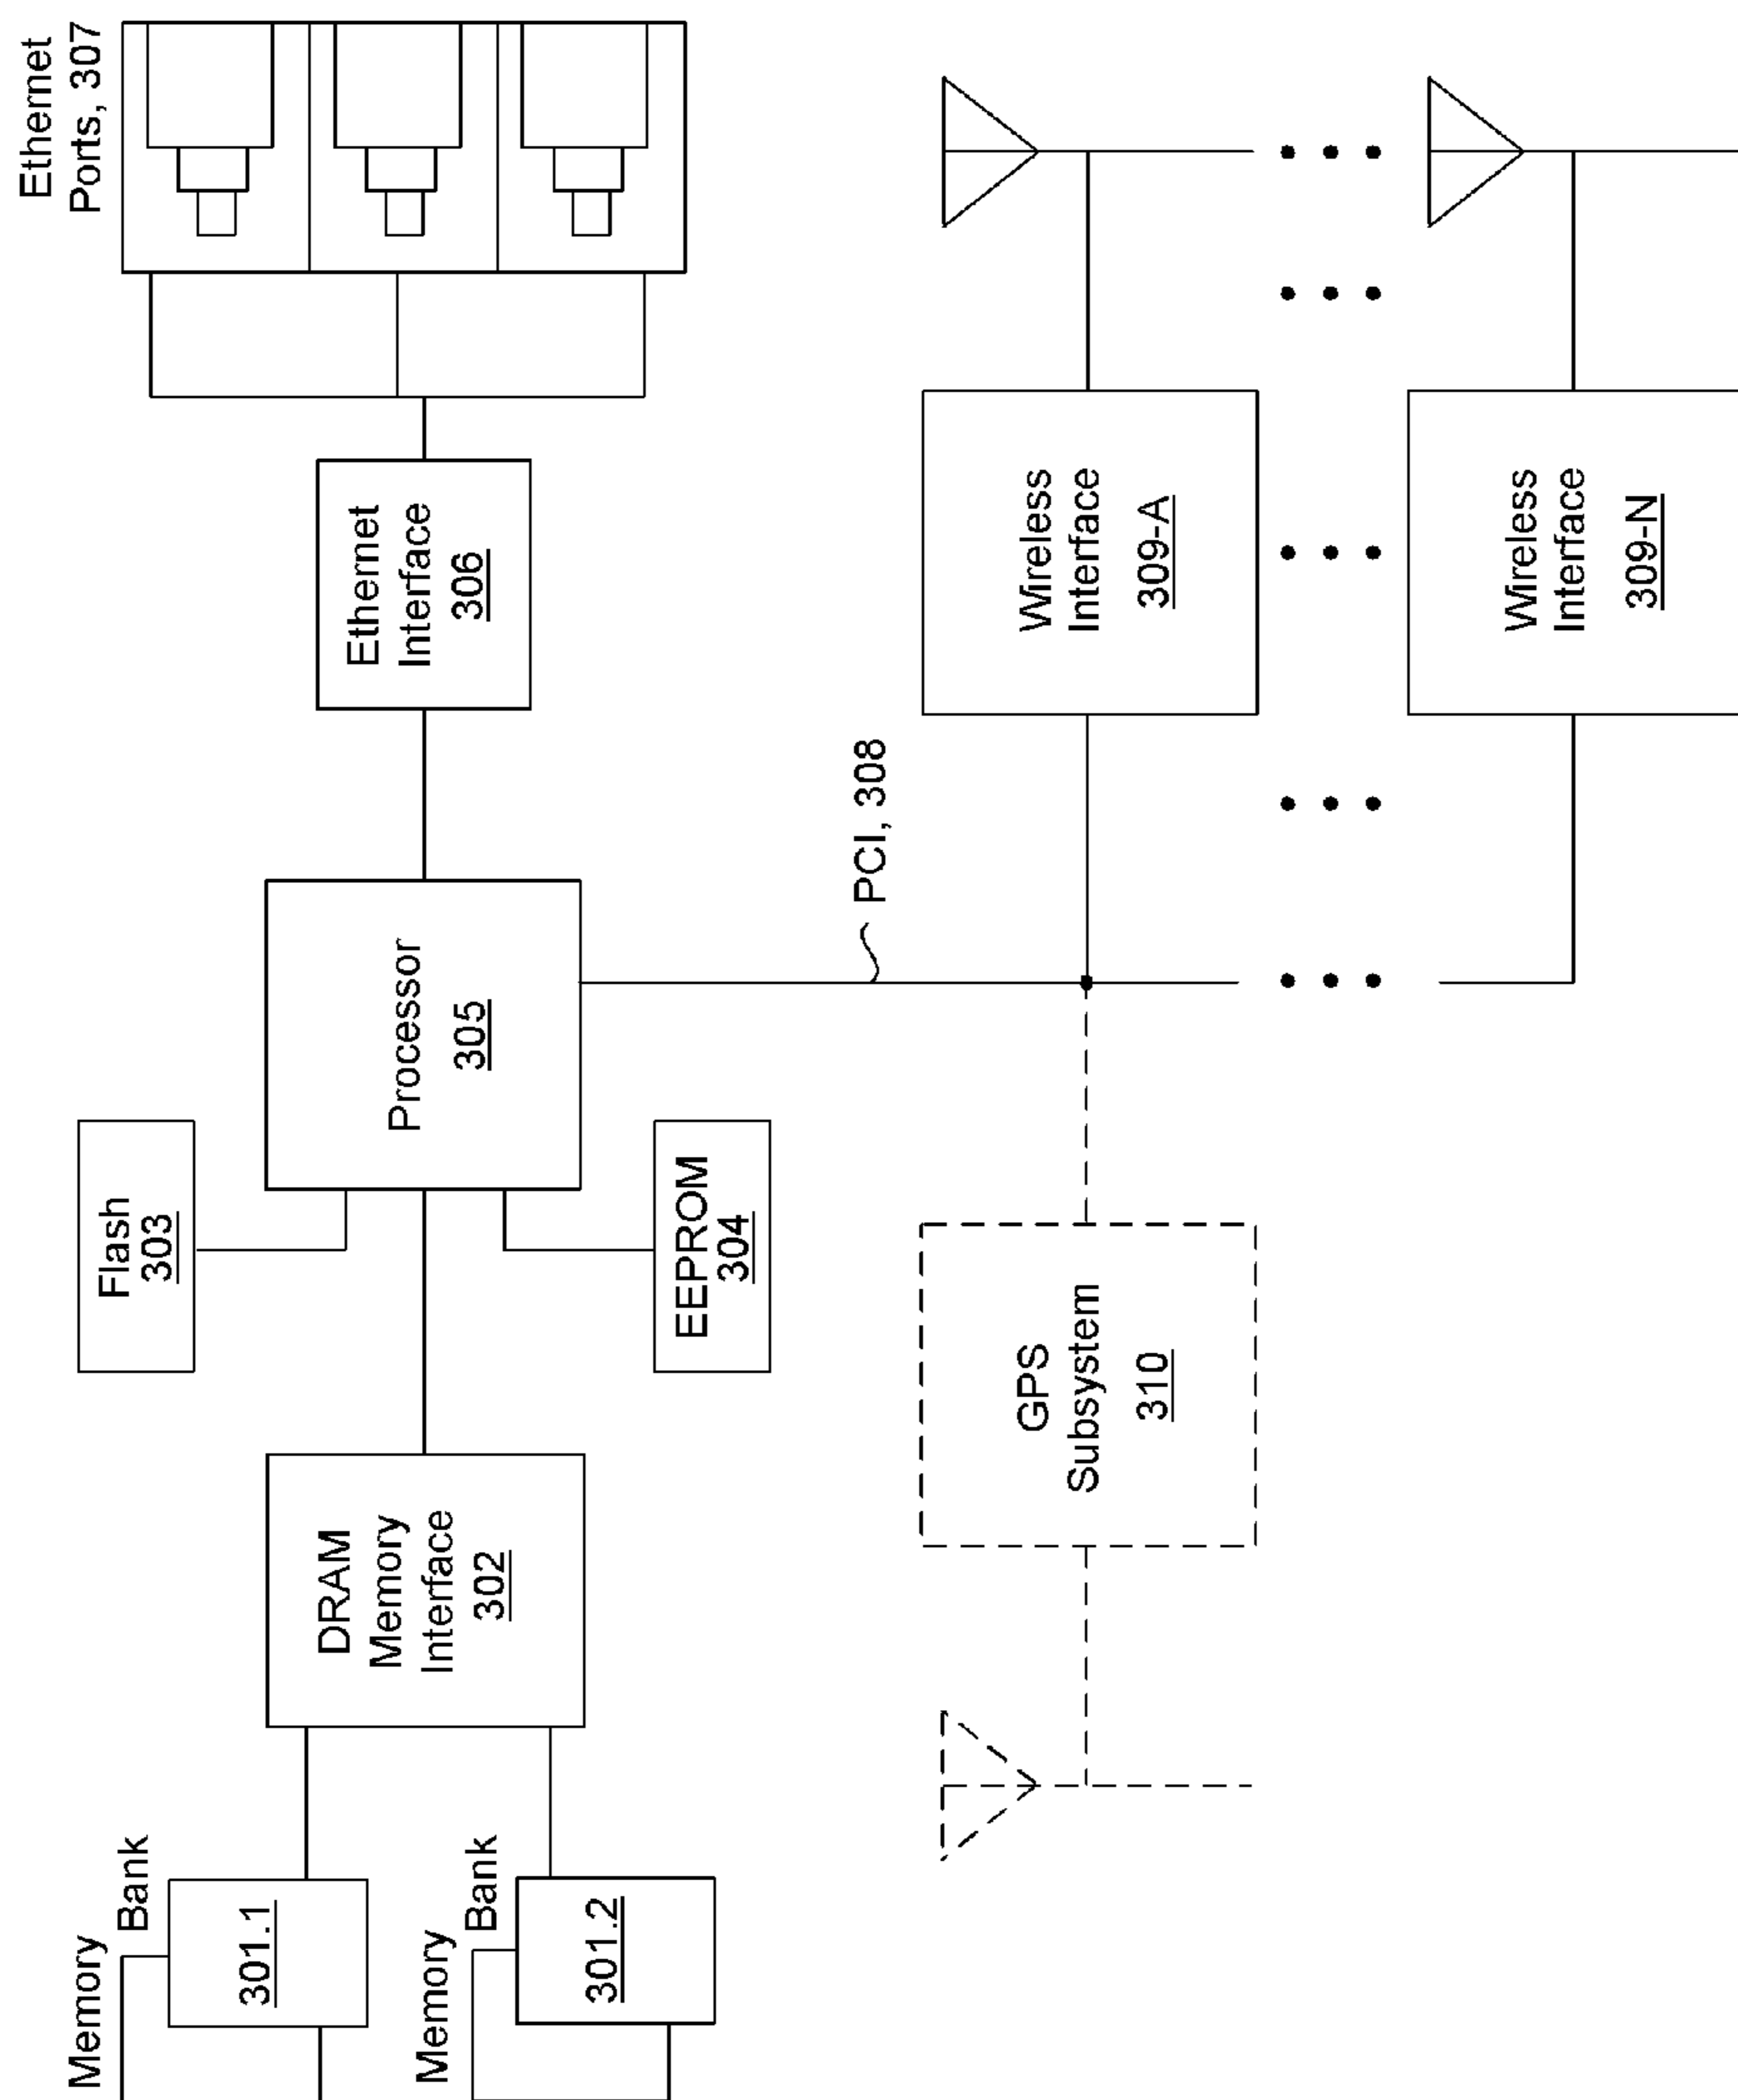 Memory
Bank
301.1
Memory
Bank
301.2
DRAM
Memory
Interface
302
Flash
303
EEPROM
304
Processor
305
Ethernet
Interface
306
Ethernet
Ports, 307
PCI, 308
GPS
Subsystem
310
Wireless
Interface
309-A
Wireless
Interface
309-N